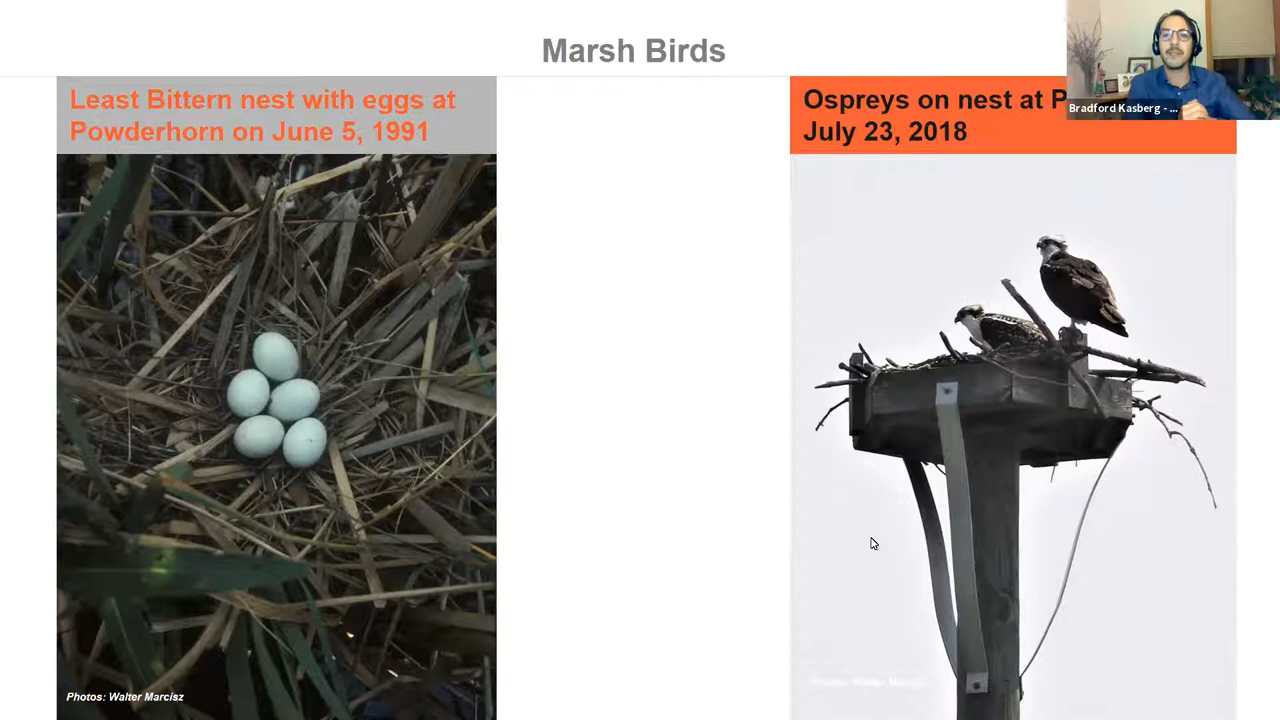 Marsh Birds
Least Bittern nest with eggs at
Powderhorn on June 5, 1991
Ospreys on nest at P
July 23, 2018
Bradford Kasberg - ...
Photos: Walter Marcisz